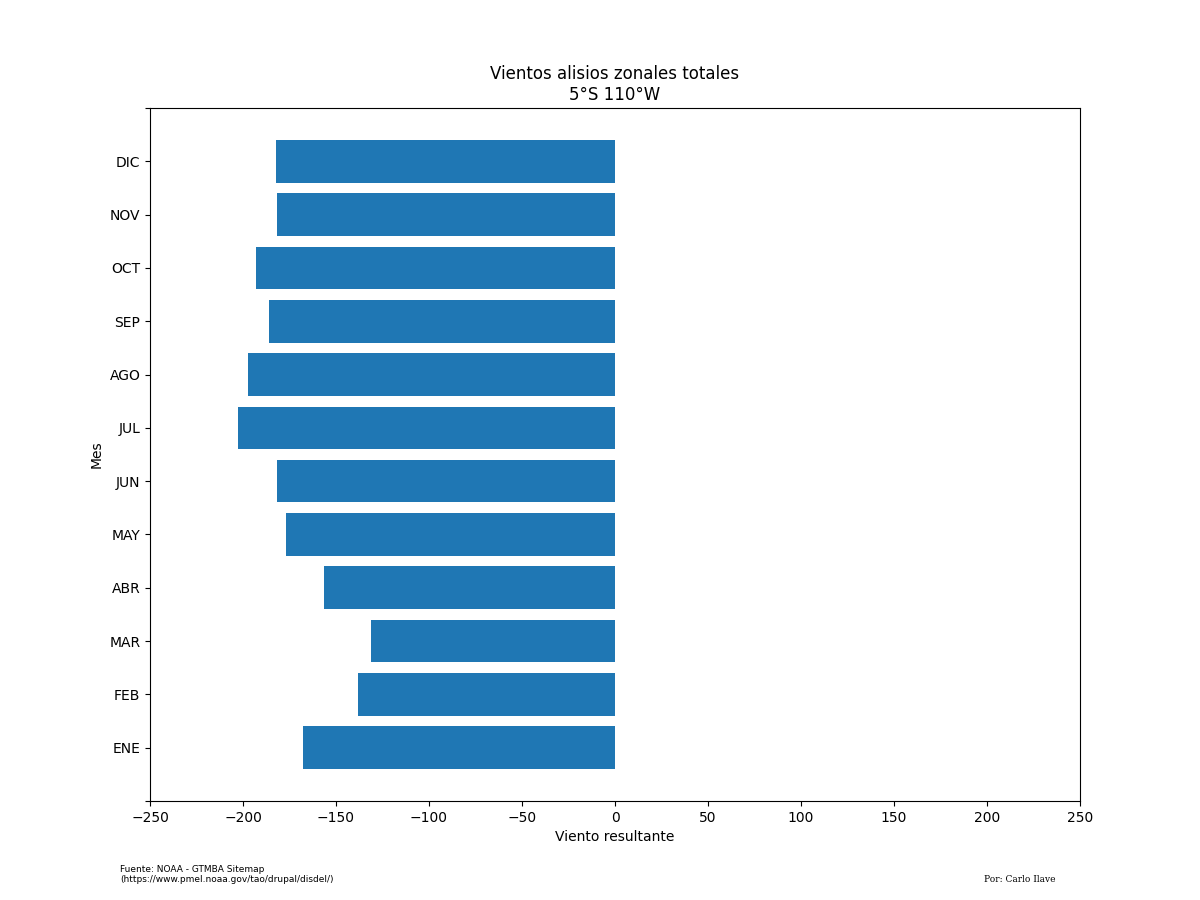 Vientos alisios zonales totales
5°S 110°W
DIC
NOV
OCT
SEP
AGO
JUL
JUN
MAY
ABR
MAR
FEB
ENE
Mes
−250 −200 −150 −100 −50 0 50 100 150 200 250
Viento resultante
Fuente: NOAA - GTMBA Sitemap
(https://www.pmel.noaa.gov/tao/drupal/disdel/)
Por: Carlo Ilave